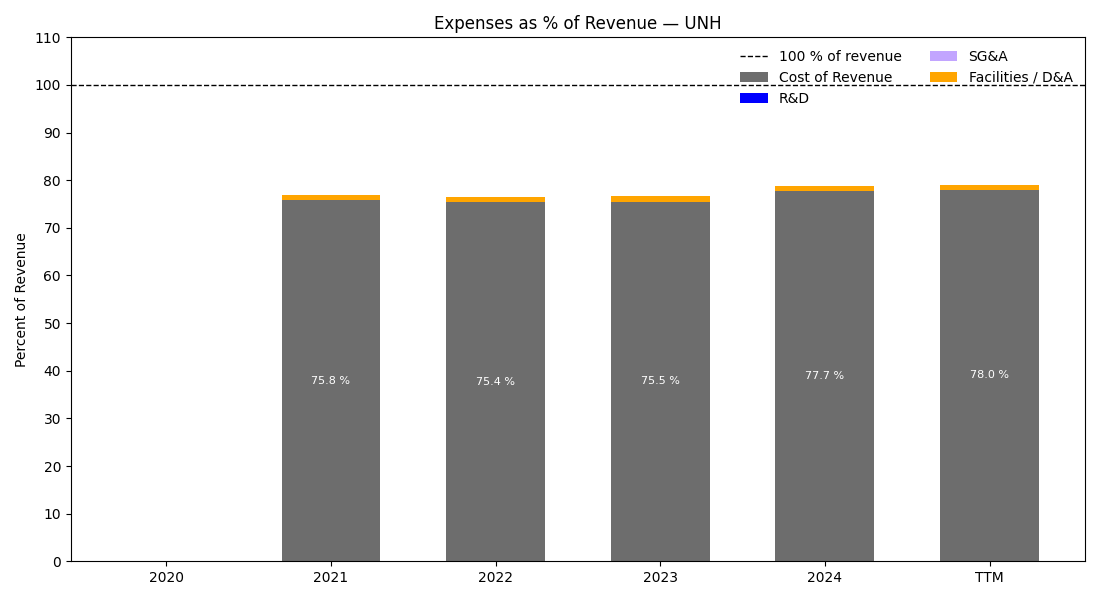 Expenses as % of Revenue — UNH
110
100
90
80
70
60
50
40
30
20
10
0
Percent of Revenue
100 % of revenue
Cost of Revenue
R&D
SG&A
Facilities / D&A
75.8 %
75.4 %
75.5 %
77.7 %
78.0 %
2020
2021
2022
2023
2024
TTM